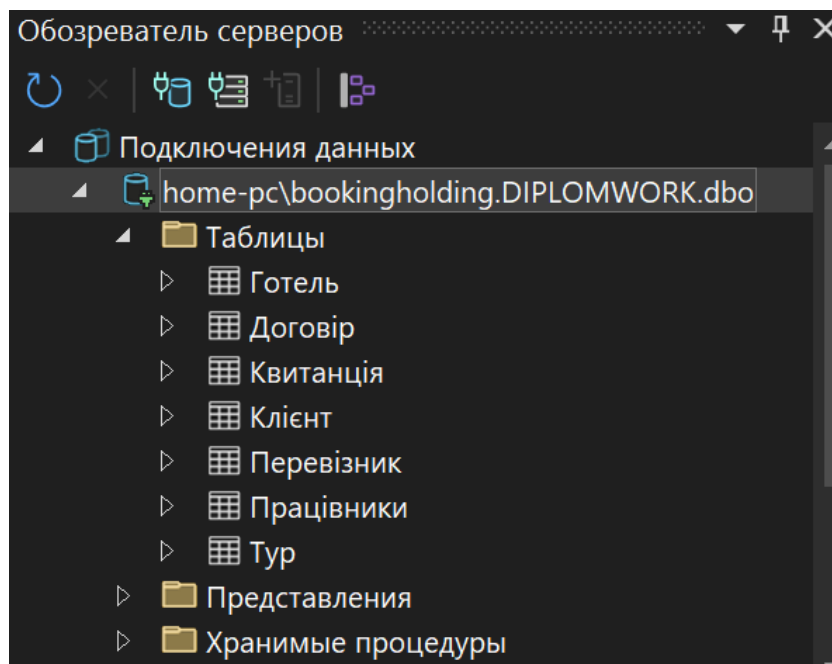 Обозреватель серверов
Подключения данных
home-pc\bookingholding.DIPLOMWORK.dbo
Таблицы
Готель
Договір
Квитанція
Клієнт
Перевізник
Працівники
Тур
Представления
Хранимые процедуры